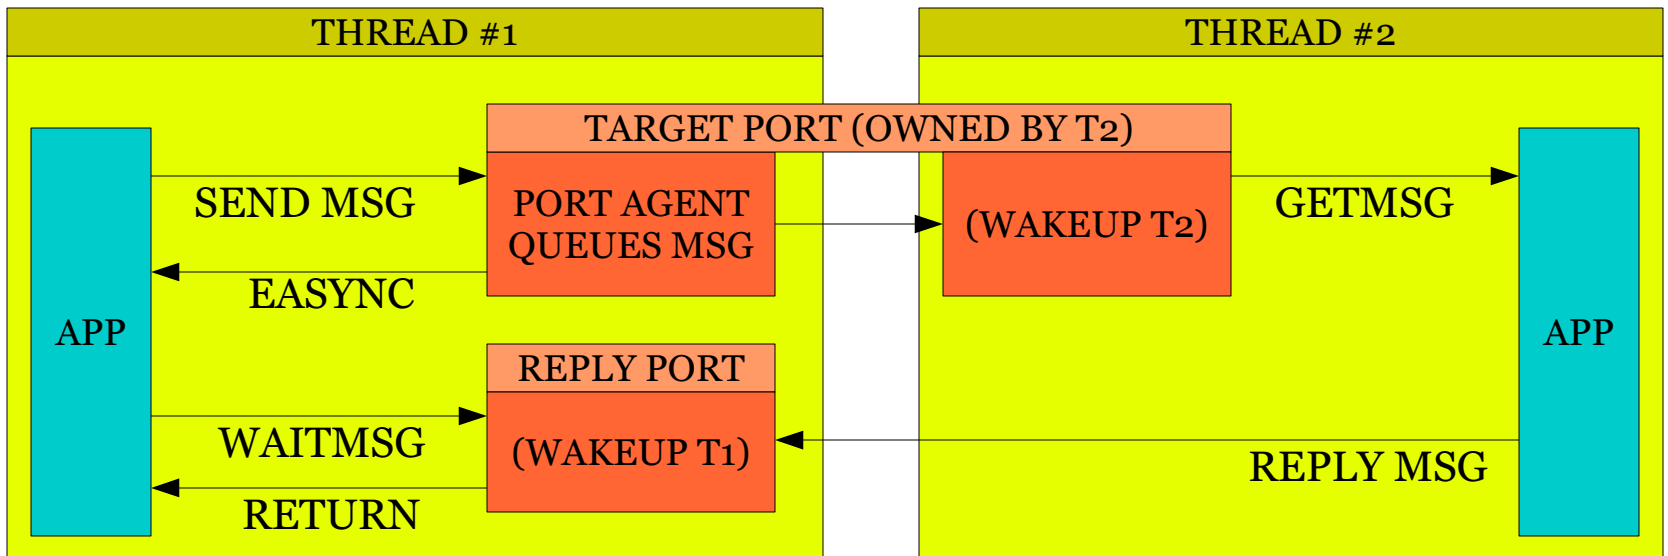 THREAD #1
THREAD #2
TARGET PORT (OWNED BY T2)
SEND MSG
PORT AGENT
QUEUES MSG
(WAKEUP T2)
GETMSG
EASYNC
APP
APP
REPLY PORT
WAITMSG
(WAKEUP T1)
REPLY MSG
RETURN